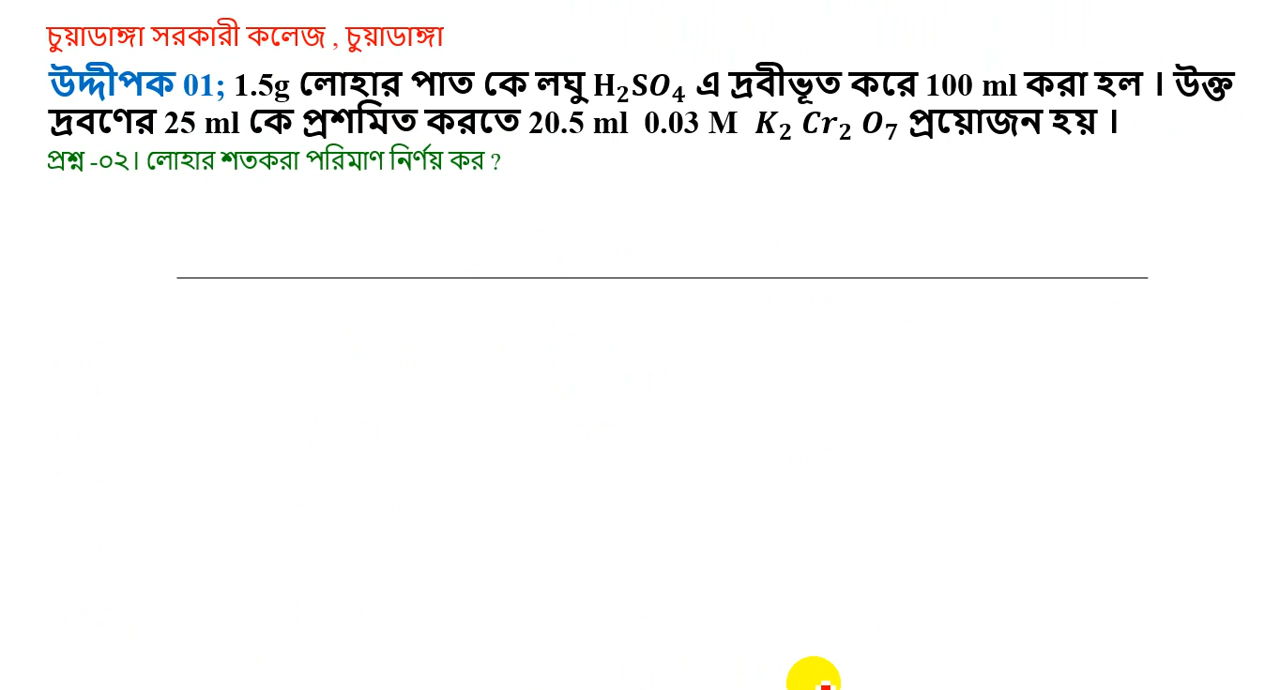 চুয়াডাঙ্গা সরকারী কলেজ , চুয়াডাঙ্গা
উদ্দীপক 01; 1.5g লোহার পাত কে লঘু H₂SO₄ এ দ্রবীভূত করে 100 ml করা হল । উক্ত
দ্রবণের 25 ml কে প্রশমিত করতে 20.5 ml 0.03 M K₂ Cr₂ O₇ প্রয়োজন হয় ।
প্রশ্ন -০২। লোহার শতকরা পরিমাণ নির্ণয় কর ?